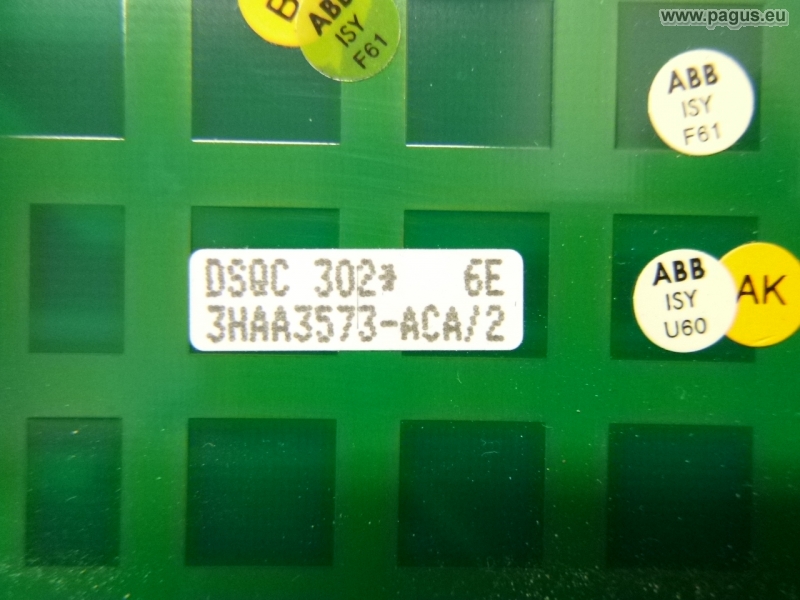 www.pagus.eu
B
ABB
ISY
F61
ABB
ISY
F61
DSQC 302* 6E
3HAA3573-ACA/2
ABB
ISY
U60
AK